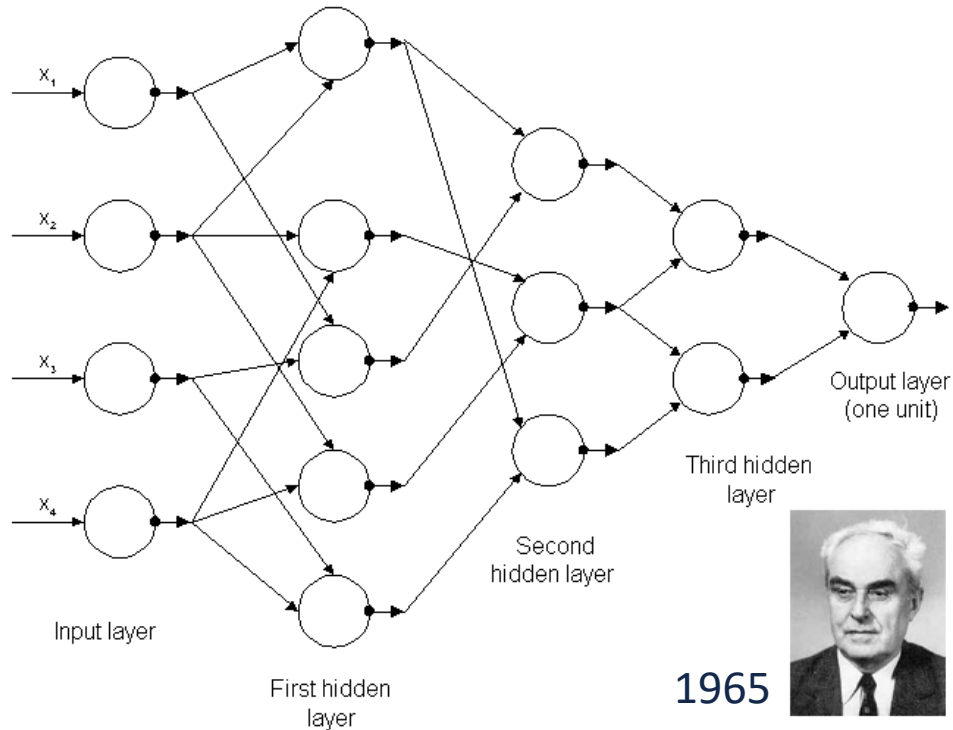 X₁
X₂
X₃
X₄
Input layer
First hidden
layer
Second
hidden layer
Third hidden
layer
Output layer
(one unit)
1965